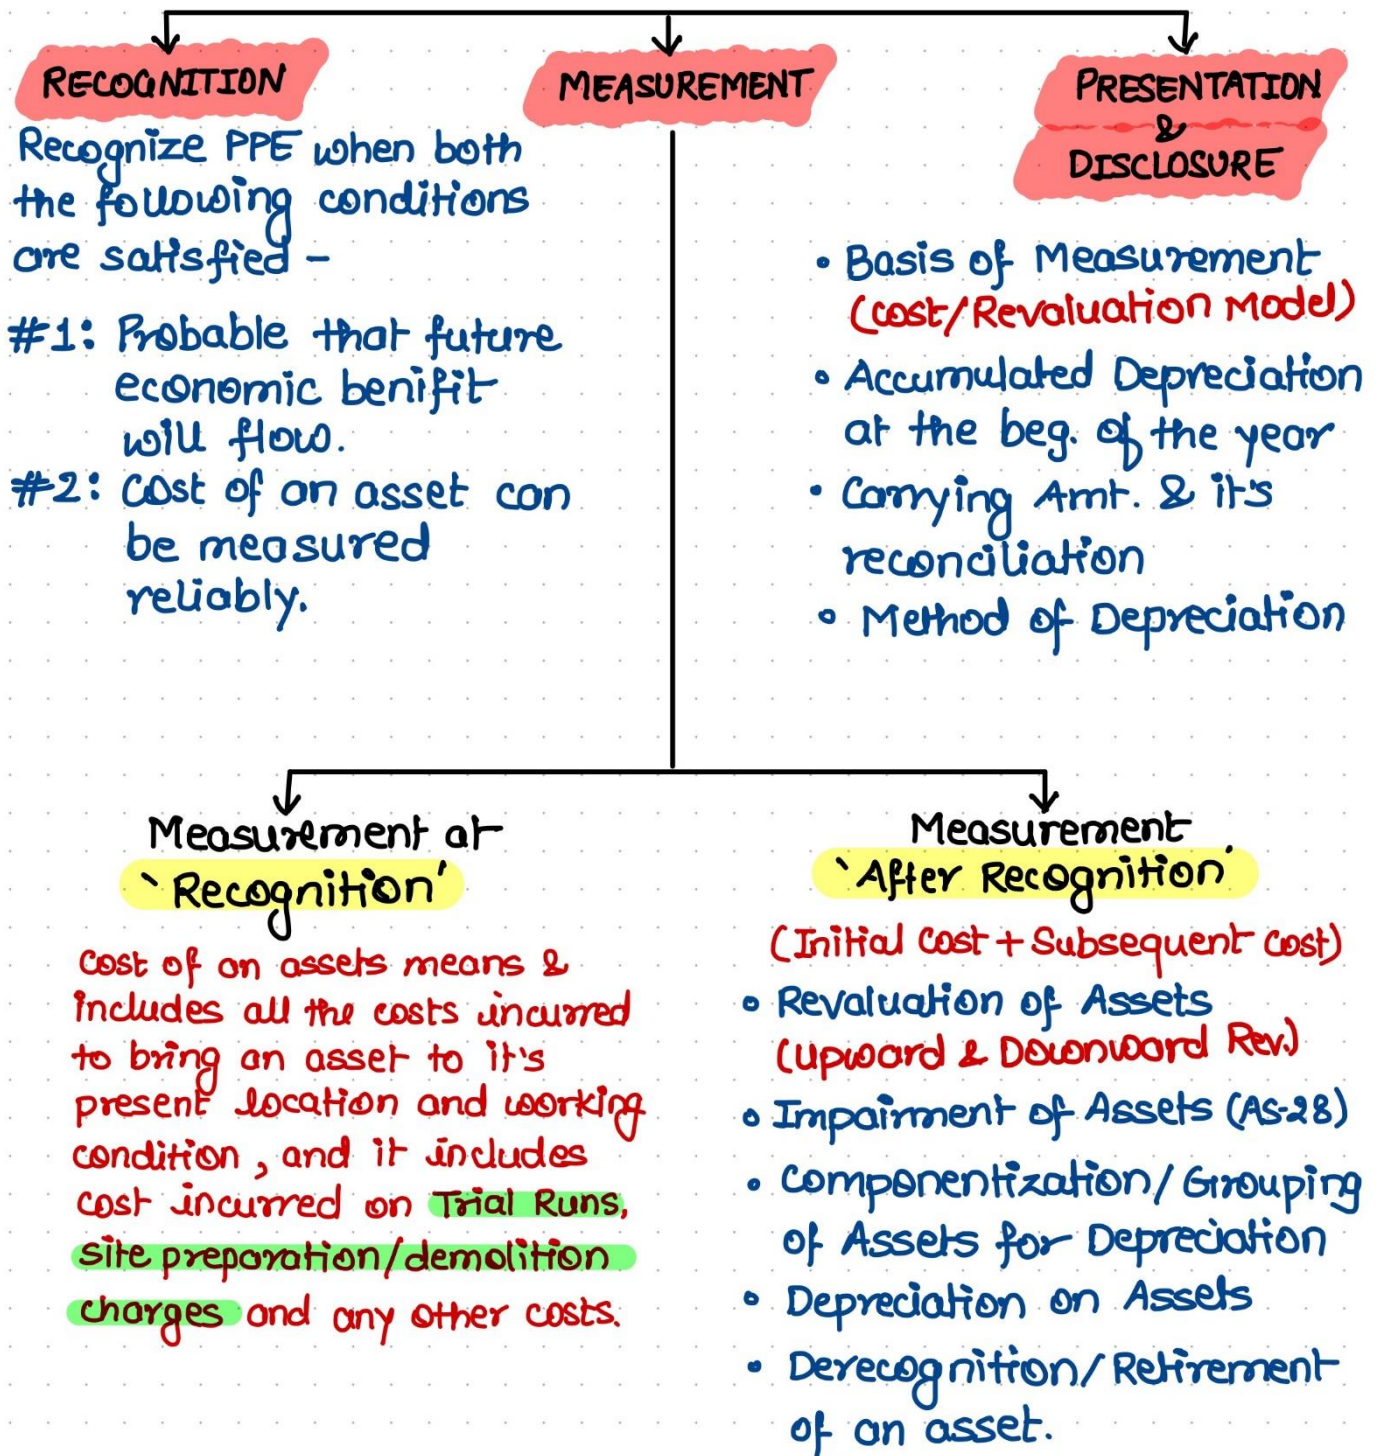 RECOGNITION
Recognize PPE when both
the following conditions
are satisfied -
#1: Probable that future
economic benifit
will flow.
#2: Cost of an asset can
be measured
reliably.
MEASUREMENT
PRESENTATION
&
DISCLOSURE
• Basis of Measurement
(Cost/Revaluation Model)
• Accumulated Depreciation
at the beg. of the year
• Carrying Amt. & it's
reconciliation
• Method of Depreciation
Measurement at
`Recognition'
Cost of an assets means &
includes all the costs incurred
to bring an asset to it's
present location and working
condition, and it includes
cost incurred on Trial Runs,
site preparation/demolition
charges and any other costs.
Measurement
`After Recognition'
(Initial Cost + Subsequent Cost)
• Revaluation of Assets
(Upward & Downward Rev.)
• Impairment of Assets (AS-28)
• Componentization/Grouping
of Assets for Depreciation
• Depreciation on Assets
• Derecognition/Retirement
of an asset.